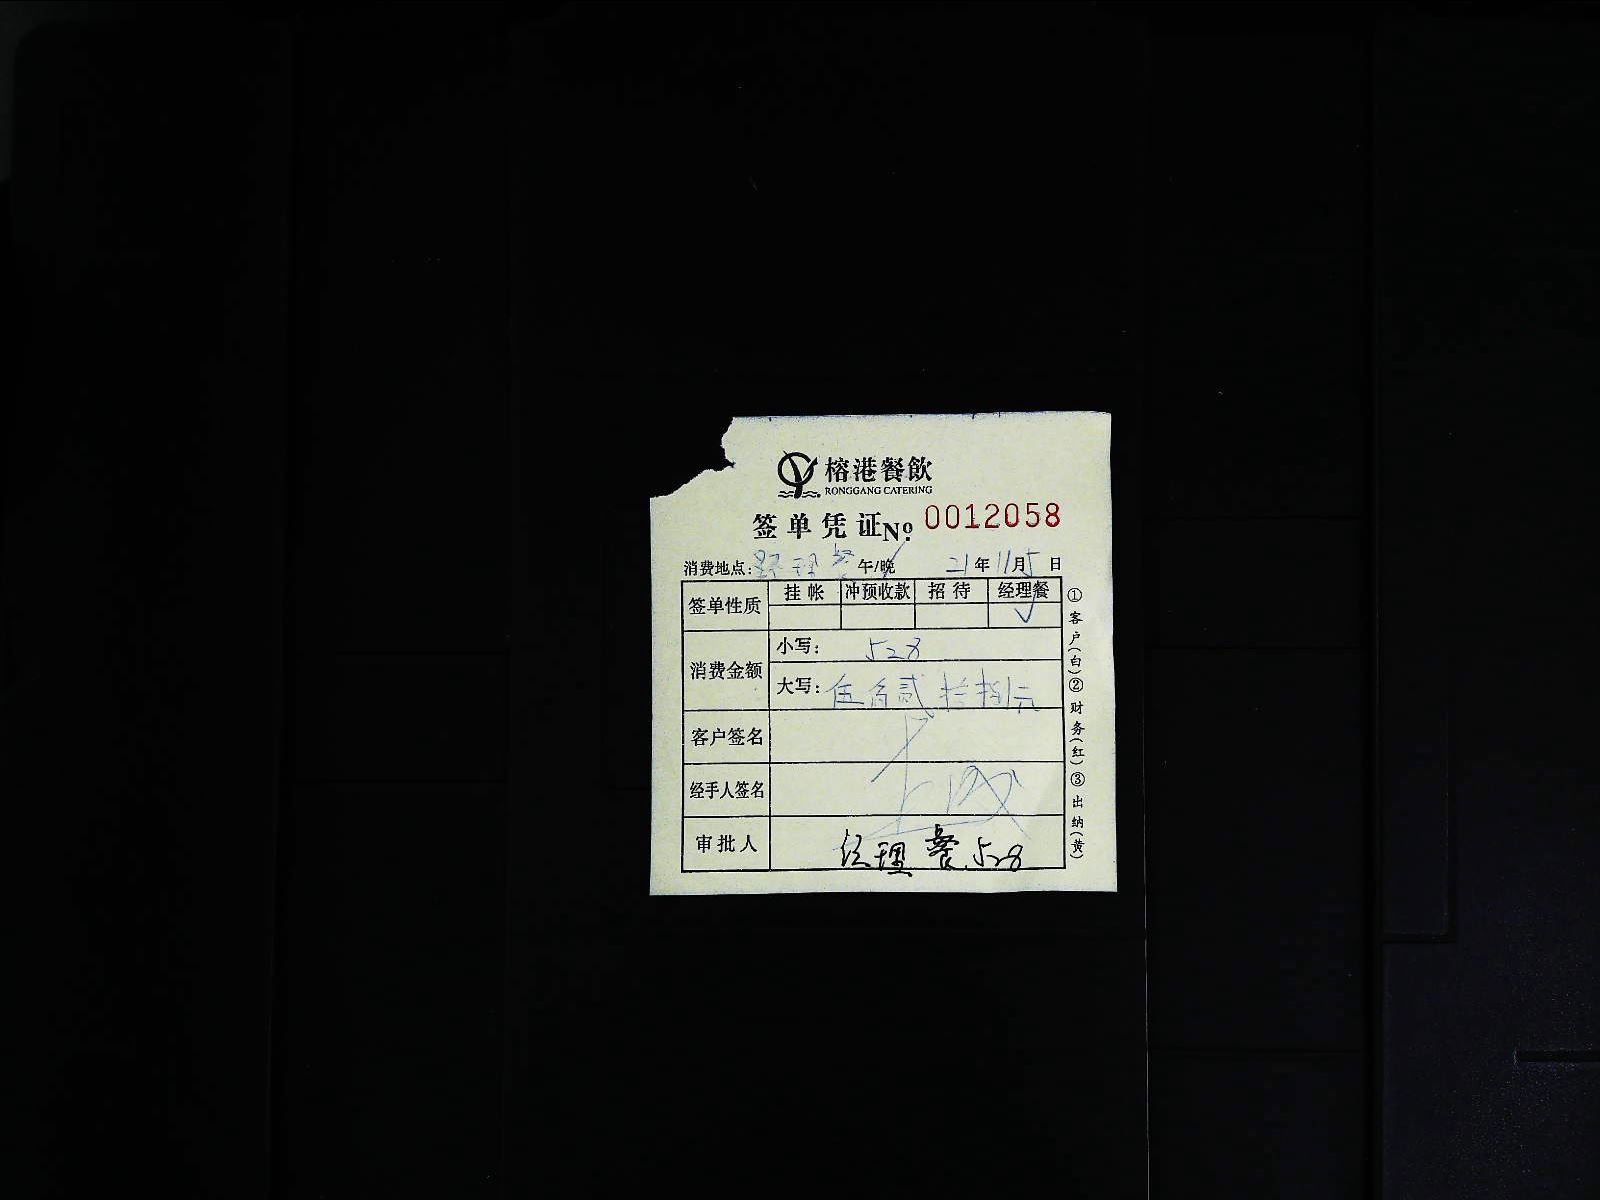 榕港餐飲
RONGGANG CATERING
签单凭证 Nº 0012058
消费地点: 经理餐 午/晚 21年11月5日
签单性质 挂帐 冲预收款 招待 经理餐
✓
消费金额 小写: 528
大写: 伍佰贰拾捌元
客户签名
经手人签名
审批人 经理餐528
①客户(白)②财务(红)③出纳(黄)